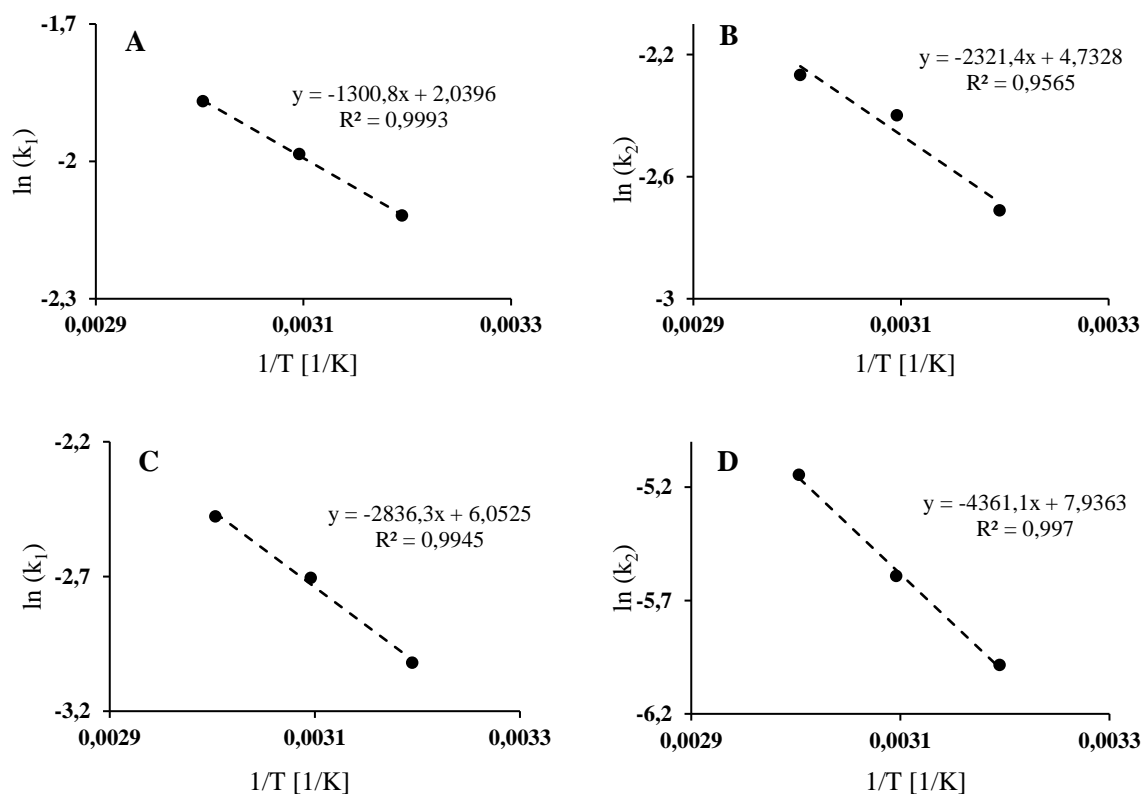 A
y = -1300,8x + 2,0396
R² = 0,9993
-1,7
-2
-2,3
0,0029
0,0031
0,0033
ln (k₁)
1/T [1/K]
B
y = -2321,4x + 4,7328
R² = 0,9565
-2,2
-2,6
-3
0,0029
0,0031
0,0033
ln (k₂)
1/T [1/K]
C
y = -2836,3x + 6,0525
R² = 0,9945
-2,2
-2,7
-3,2
0,0029
0,0031
0,0033
ln (k₁)
1/T [1/K]
D
y = -4361,1x + 7,9363
R² = 0,997
-5,2
-5,7
-6,2
0,0029
0,0031
0,0033
ln (k₂)
1/T [1/K]